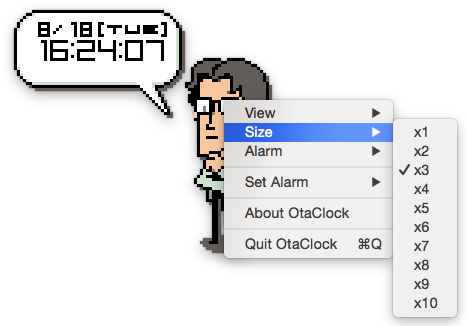 8/18[TUE]
16:24:07
View
Size
Alarm
Set Alarm
About OtaClock
Quit OtaClock ⌘Q
x1
x2
✓ x3
x4
x5
x6
x7
x8
x9
x10